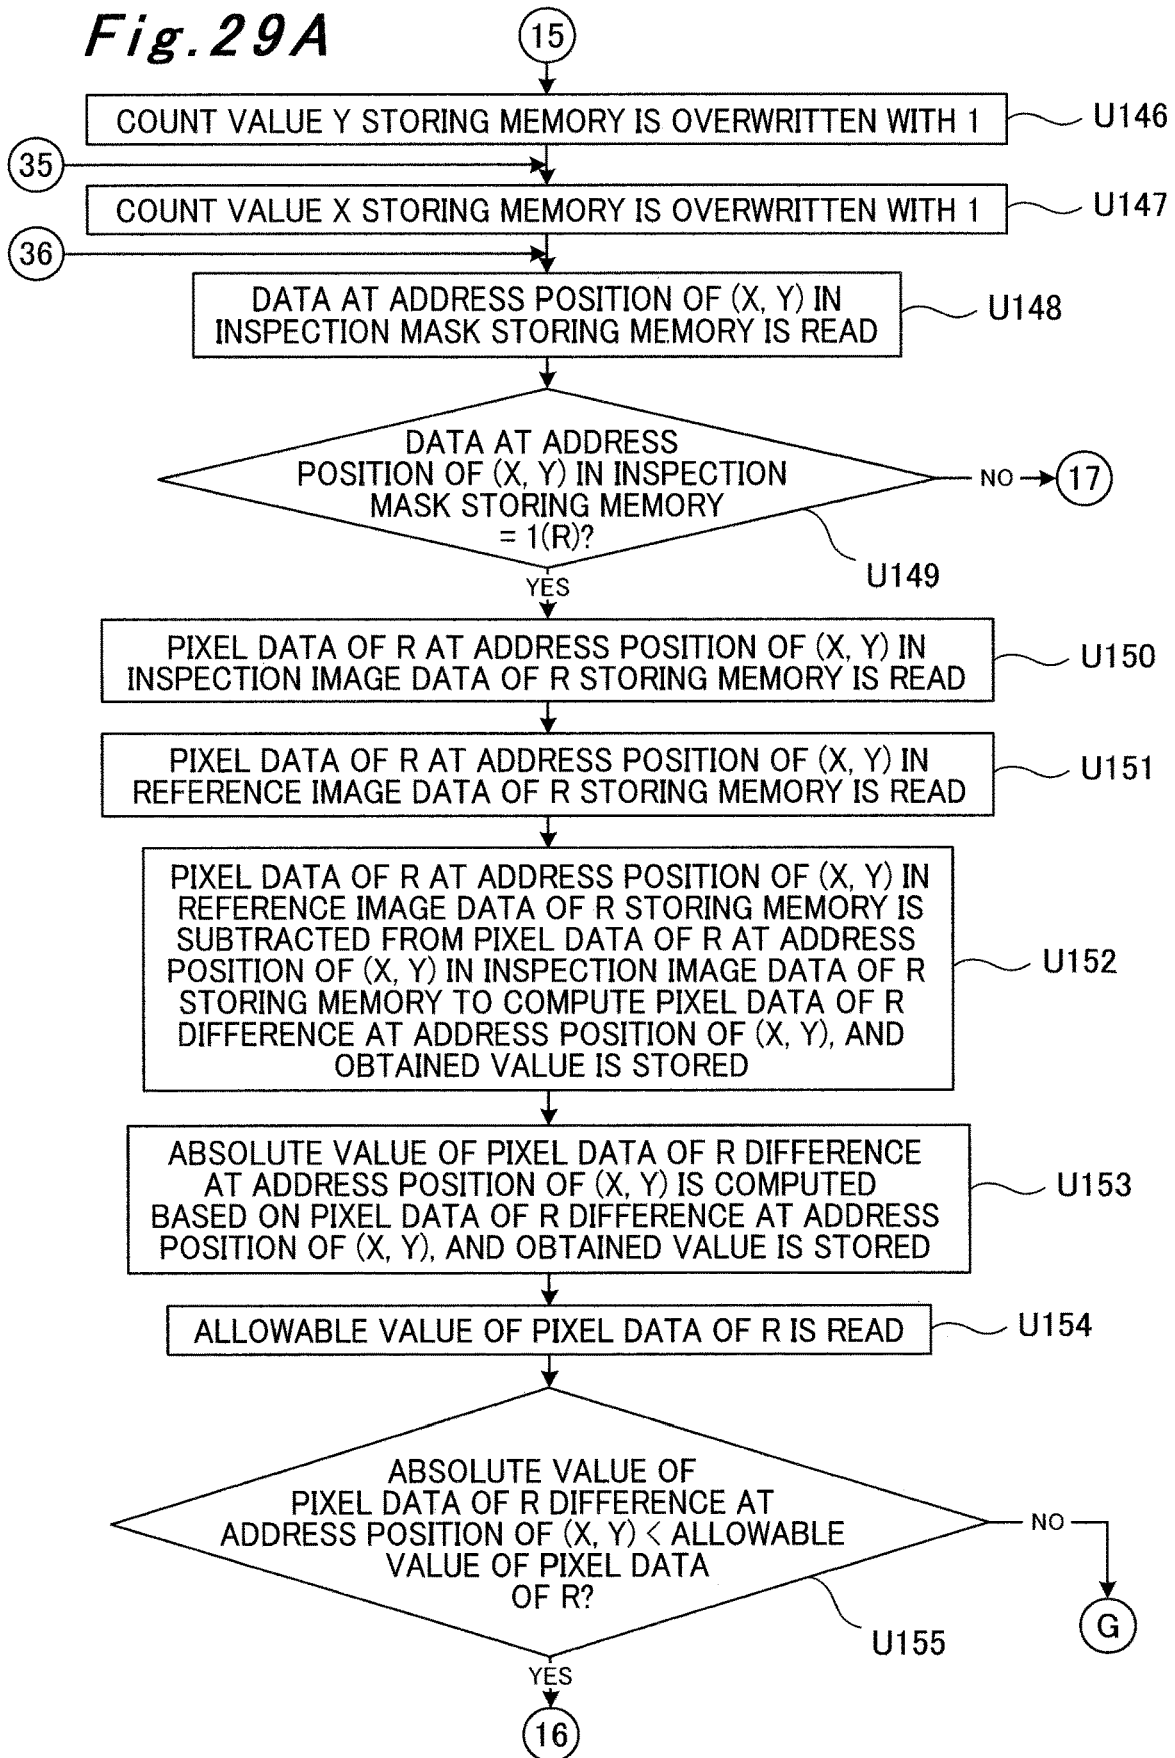 Fig.29A
15
COUNT VALUE Y STORING MEMORY IS OVERWRITTEN WITH 1
U146
35
COUNT VALUE X STORING MEMORY IS OVERWRITTEN WITH 1
U147
36
DATA AT ADDRESS POSITION OF (X, Y) IN
INSPECTION MASK STORING MEMORY IS READ
U148
DATA AT ADDRESS
POSITION OF (X, Y) IN INSPECTION
MASK STORING MEMORY
= 1(R)?
NO
17
U149
YES
PIXEL DATA OF R AT ADDRESS POSITION OF (X, Y) IN
INSPECTION IMAGE DATA OF R STORING MEMORY IS READ
U150
PIXEL DATA OF R AT ADDRESS POSITION OF (X, Y) IN
REFERENCE IMAGE DATA OF R STORING MEMORY IS READ
U151
PIXEL DATA OF R AT ADDRESS POSITION OF (X, Y) IN
REFERENCE IMAGE DATA OF R STORING MEMORY IS
SUBTRACTED FROM PIXEL DATA OF R AT ADDRESS
POSITION OF (X, Y) IN INSPECTION IMAGE DATA OF R
STORING MEMORY TO COMPUTE PIXEL DATA OF R
DIFFERENCE AT ADDRESS POSITION OF (X, Y), AND
OBTAINED VALUE IS STORED
U152
ABSOLUTE VALUE OF PIXEL DATA OF R DIFFERENCE
AT ADDRESS POSITION OF (X, Y) IS COMPUTED
BASED ON PIXEL DATA OF R DIFFERENCE AT ADDRESS
POSITION OF (X, Y), AND OBTAINED VALUE IS STORED
U153
ALLOWABLE VALUE OF PIXEL DATA OF R IS READ
U154
ABSOLUTE VALUE OF
PIXEL DATA OF R DIFFERENCE AT
ADDRESS POSITION OF (X, Y) < ALLOWABLE
VALUE OF PIXEL DATA
OF R?
NO
G
U155
YES
16